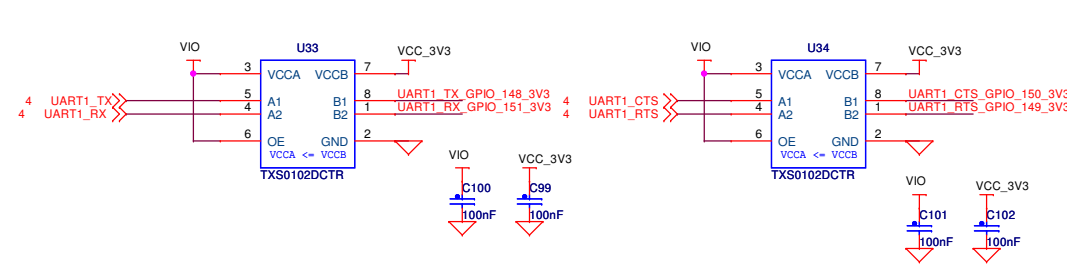 VIO U33 VCC_3V3
3 VCCA VCCB 7
4 UART1_TX 5 A1 B1 8 UART1_TX_GPIO_148_3V3
4 UART1_RX 4 A2 B2 1 UART1_RX_GPIO_151_3V3
6 OE GND 2
VCCA <= VCCB
TXS0102DCTR
VIO VCC_3V3
C100 C99
100nF 100nF
VIO U34 VCC_3V3
3 VCCA VCCB 7
4 UART1_CTS 5 A1 B1 8 UART1_CTS_GPIO_150_3V3
4 UART1_RTS 4 A2 B2 1 UART1_RTS_GPIO_149_3V3
6 OE GND 2
VCCA <= VCCB
TXS0102DCTR
VIO VCC_3V3
C101 C102
100nF 100nF